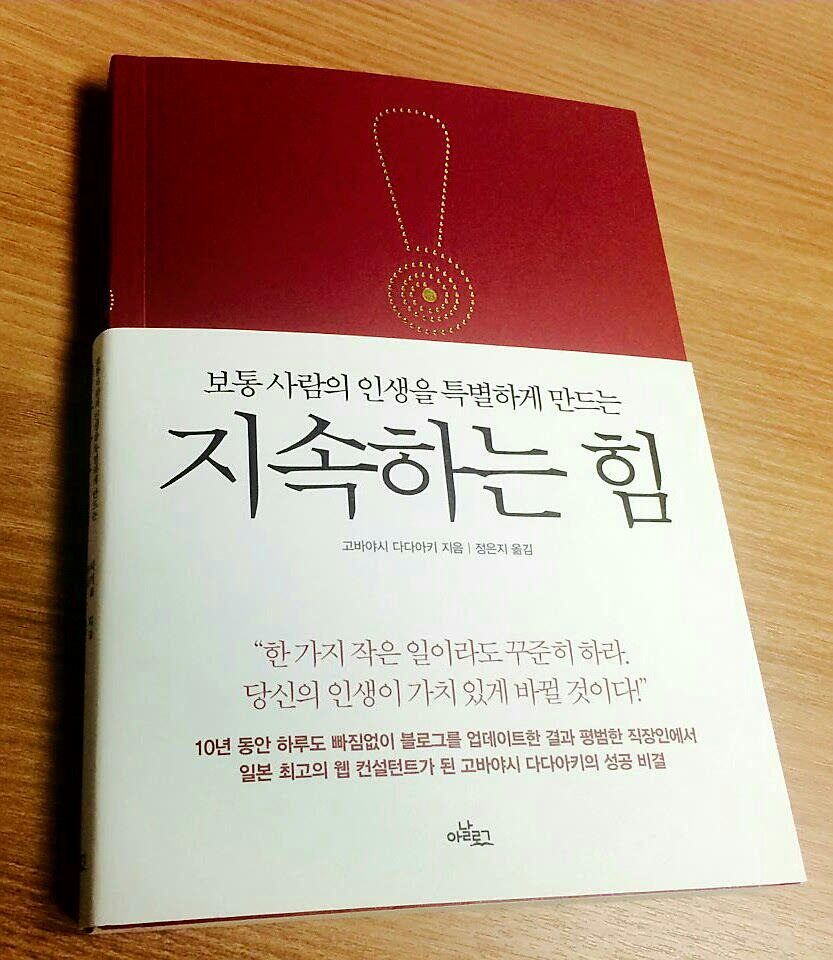 보통 사람의 인생을 특별하게 만드는
지속하는 힘
고바야시 다다아키 지음 | 정은지 옮김
“한 가지 작은 일이라도 꾸준히 하라.
당신의 인생이 가치 있게 바뀔 것이다!”
10년 동안 하루도 빠짐없이 블로그를 업데이트한 결과 평범한 직장인에서
일본 최고의 웹 컨설턴트가 된 고바야시 다다아키의 성공 비결
아날로그